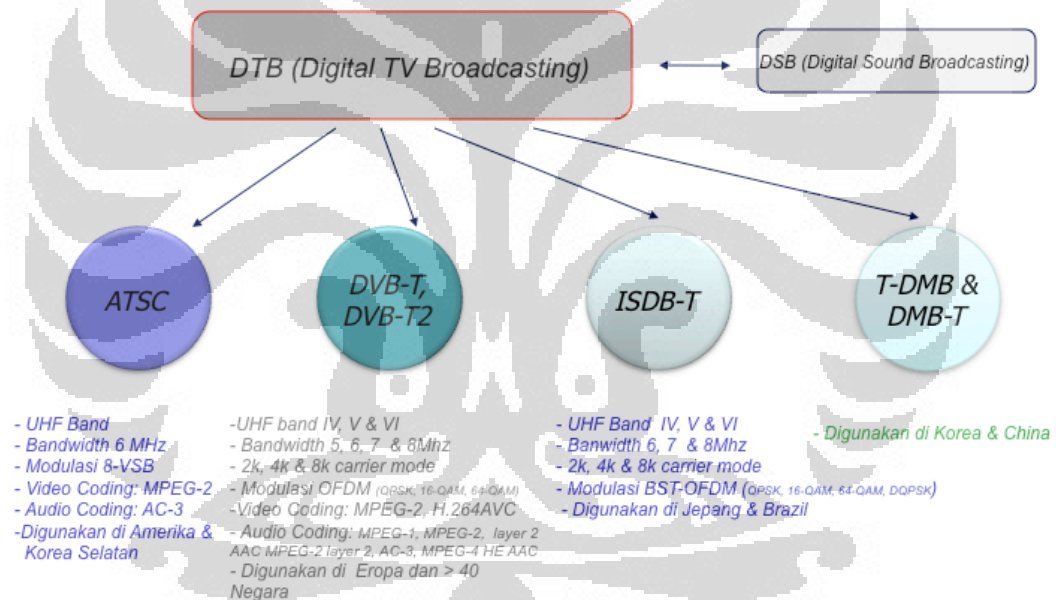 DTB (Digital TV Broadcasting)
DSB (Digital Sound Broadcasting)
ATSC
DVB-T,
DVB-T2
ISDB-T
T-DMB &
DMB-T
- UHF Band
- Bandwidth 6 MHz
- Modulasi 8-VSB
- Video Coding: MPEG-2
- Audio Coding: AC-3
-Digunakan di Amerika &
Korea Selatan
-UHF band IV, V & VI
- Bandwidth 5, 6, 7 & 8Mhz
- 2k, 4k & 8k carrier mode
- Modulasi OFDM (QPSK, 16-QAM, 64-QAM)
-Video Coding: MPEG-2, H.264AVC
- Audio Coding: MPEG-1, MPEG-2, layer 2
AAC MPEG-2 layer 2, AC-3, MPEG-4 HE AAC
- Digunakan di Eropa dan > 40
Negara
- UHF Band IV, V & VI
- Banwidth 6, 7 & 8Mhz
- 2k, 4k & 8k carrier mode
- Modulasi BST-OFDM (QPSK, 16-QAM, 64-QAM, DQPSK)
- Digunakan di Jepang & Brazil
- Digunakan di Korea & China